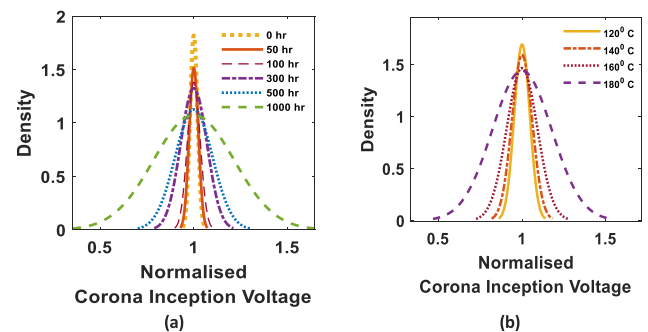 2
1.5
1
0.5
0
0.5
1
1.5
Density
Normalised
Corona Inception Voltage
0 hr
50 hr
100 hr
300 hr
500 hr
1000 hr
(a)
1.5
1
0.5
0
0.5
1
1.5
Density
Normalised
Corona Inception Voltage
120⁰ C
140⁰ C
160⁰ C
180⁰ C
(b)